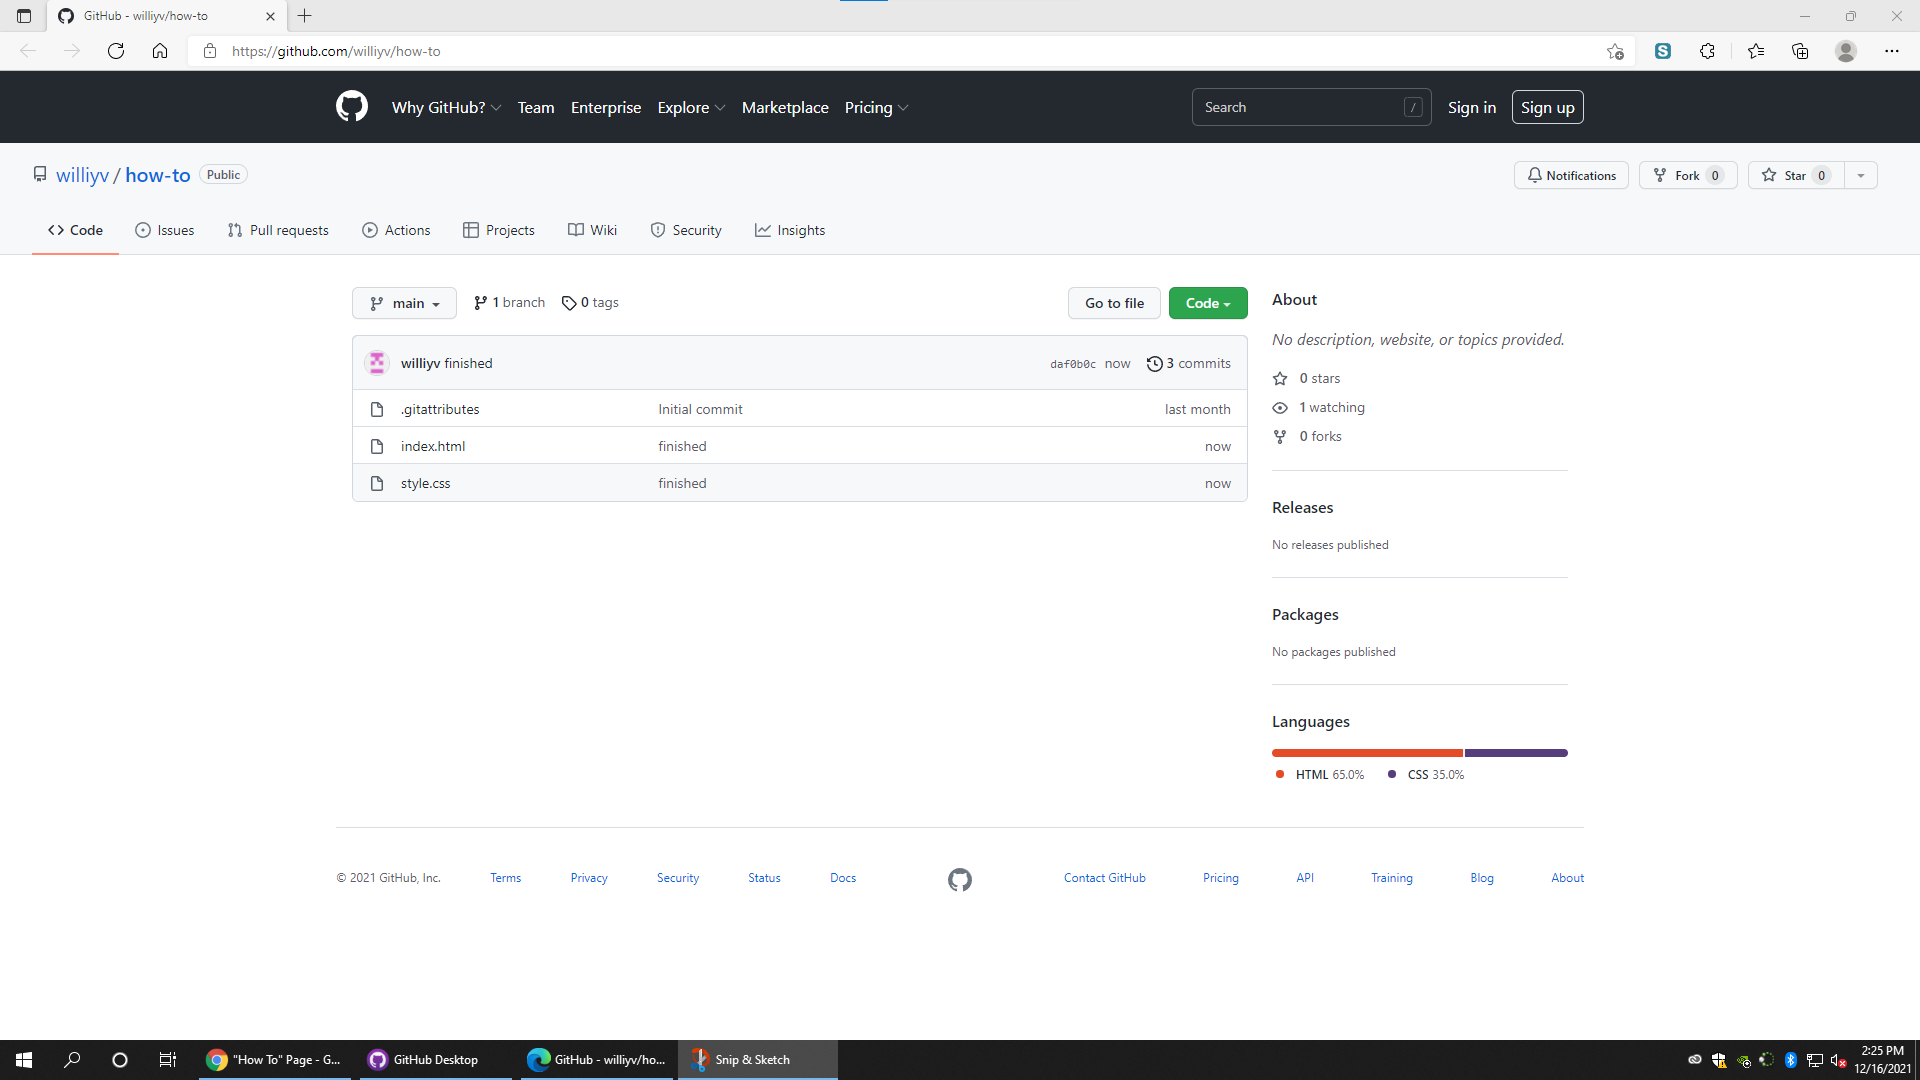 GitHub - williyv/how-to
https://github.com/williyv/how-to
Why GitHub? Team Enterprise Explore Marketplace Pricing Search / Sign in Sign up
williyv / how-to Public Notifications Fork 0 Star 0
Code Issues Pull requests Actions Projects Wiki Security Insights
main 1 branch 0 tags Go to file Code
williyv finished daf0b0c now 3 commits
.gitattributes Initial commit last month
index.html finished now
style.css finished now
About
No description, website, or topics provided.
0 stars
1 watching
0 forks
Releases
No releases published
Packages
No packages published
Languages
HTML 65.0% CSS 35.0%
© 2021 GitHub, Inc. Terms Privacy Security Status Docs Contact GitHub Pricing API Training Blog About
"How To" Page - G... GitHub Desktop GitHub - williyv/ho... Snip & Sketch
2:25 PM
12/16/2021